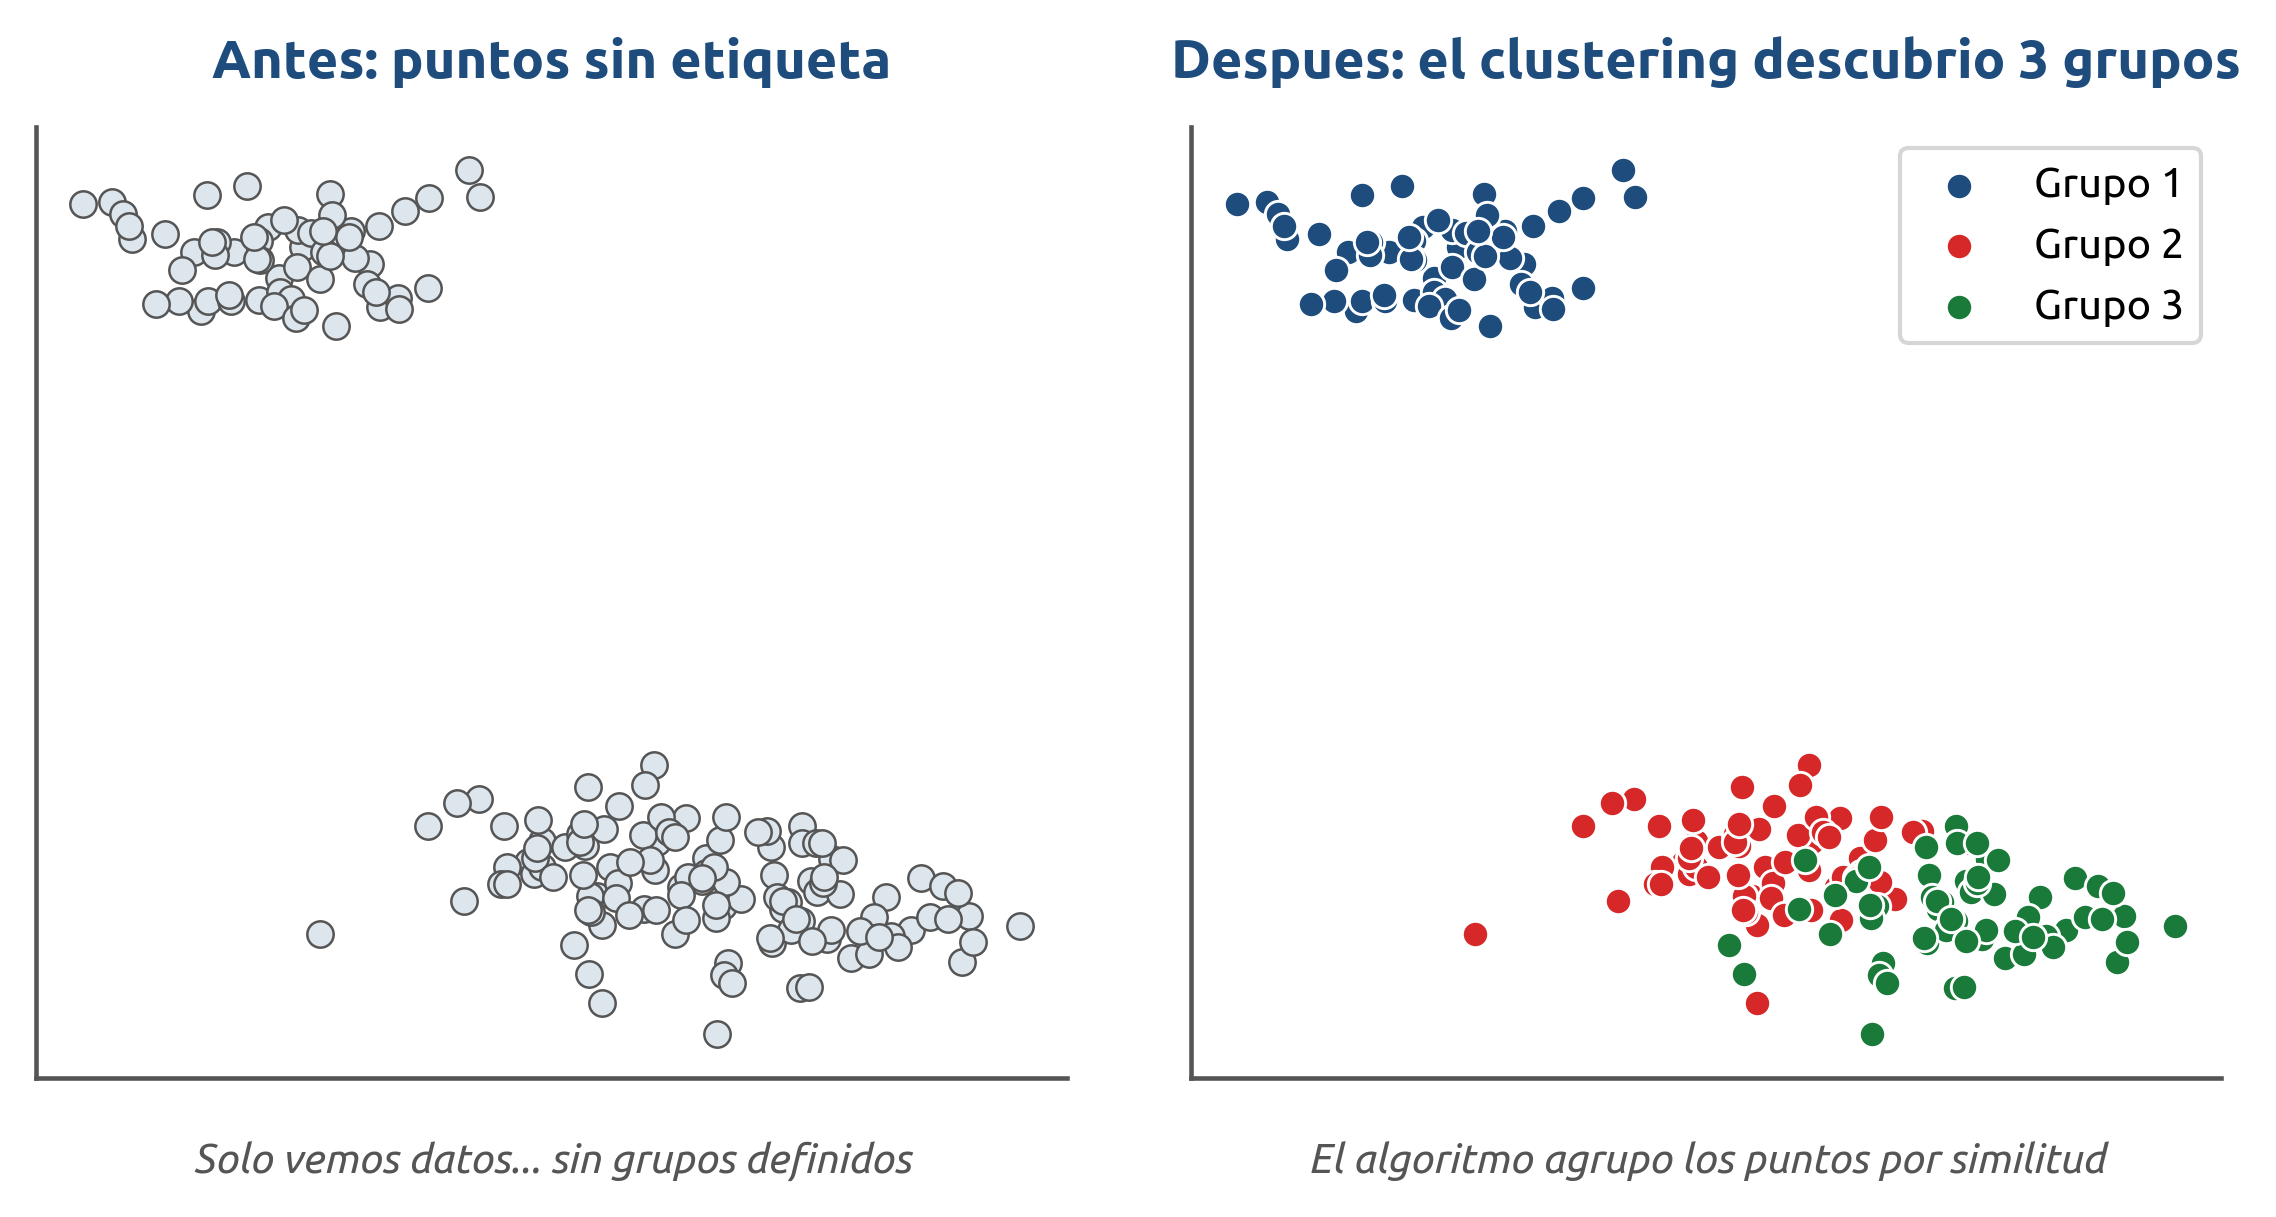 Antes: puntos sin etiqueta
Despues: el clustering descubrio 3 grupos
Grupo 1
Grupo 2
Grupo 3
Solo vemos datos... sin grupos definidos
El algoritmo agrupo los puntos por similitud